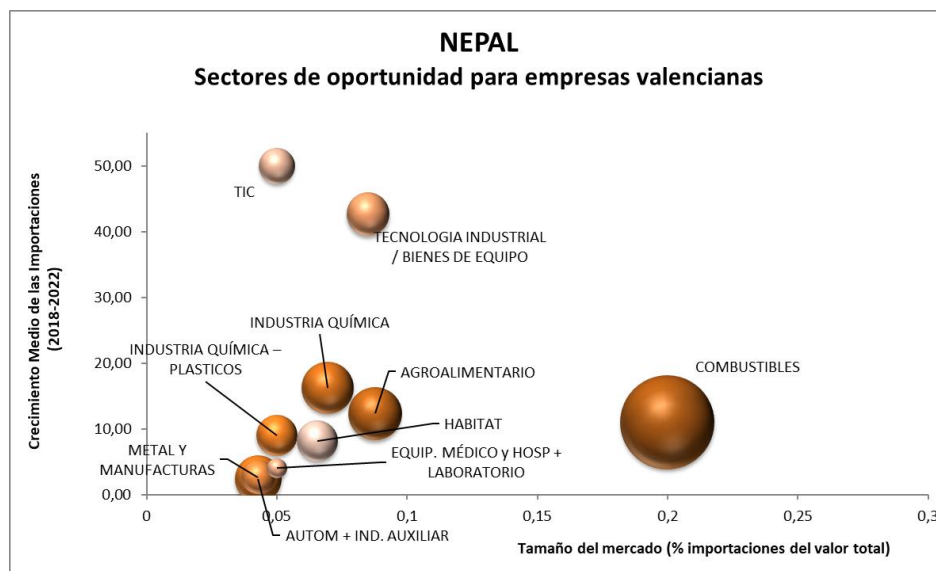 NEPAL
Sectores de oportunidad para empresas valencianas
Crecimiento Medio de las Importaciones
(2018-2022)
50,00
40,00
30,00
20,00
10,00
0,00
TIC
TECNOLOGIA INDUSTRIAL
/ BIENES DE EQUIPO
INDUSTRIA QUÍMICA
INDUSTRIA QUÍMICA –
PLASTICOS
AGROALIMENTARIO
COMBUSTIBLES
HABITAT
METAL Y
MANUFACTURAS
EQUIP. MÉDICO y HOSP +
LABORATORIO
AUTOM + IND. AUXILIAR
0
0,05
0,1
0,15
0,2
0,25
0,3
Tamaño del mercado (% importaciones del valor total)